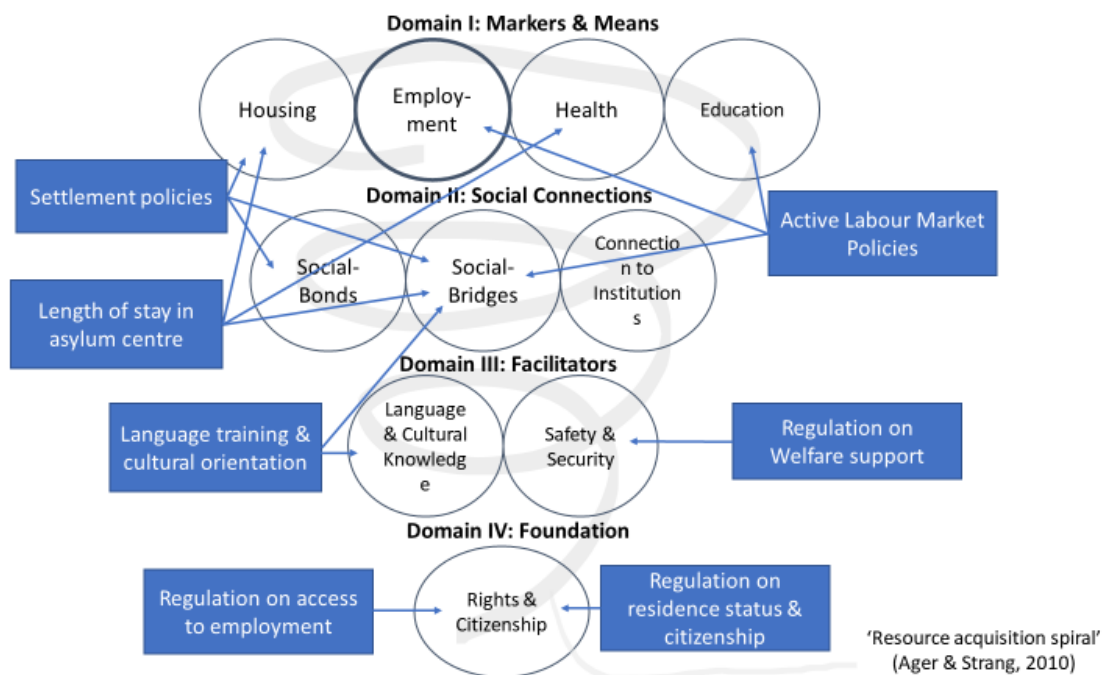 Domain I: Markers & Means
Housing
Employ-
ment
Health
Education
Settlement policies
Domain II: Social Connections
Active Labour Market
Policies
Social-
Bonds
Social-
Bridges
Connectio
n to
Institution
s
Length of stay in
asylum centre
Domain III: Facilitators
Language
& Cultural
Knowledg
e
Safety &
Security
Language training &
cultural orientation
Regulation on
Welfare support
Domain IV: Foundation
Regulation on access
to employment
Rights &
Citizenship
Regulation on
residence status &
citizenship
‘Resource acquisition spiral’
(Ager & Strang, 2010)